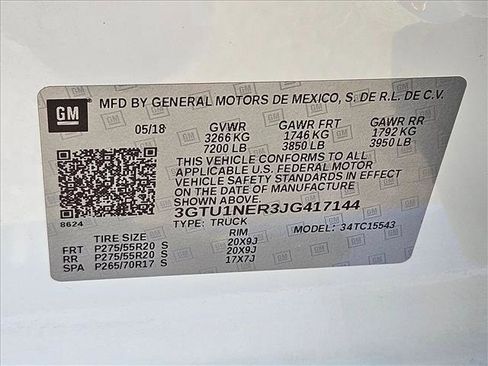 GM MFD BY GENERAL MOTORS DE MEXICO, S. DE R.L. DE C.V.
05/18 GVWR GAWR FRT GAWR RR
3266 KG 1746 KG 1792 KG
7200 LB 3850 LB 3950 LB
THIS VEHICLE CONFORMS TO ALL
APPLICABLE U.S. FEDERAL MOTOR
VEHICLE SAFETY STANDARDS IN EFFECT
ON THE DATE OF MANUFACTURE
8624 3GTU1NER3JG417144
TYPE: TRUCK MODEL: 34TC15543
TIRE SIZE RIM
FRT P275/55R20 S 20X9J
RR P275/55R20 S 20X9J
SPA P265/70R17 S 17X7J